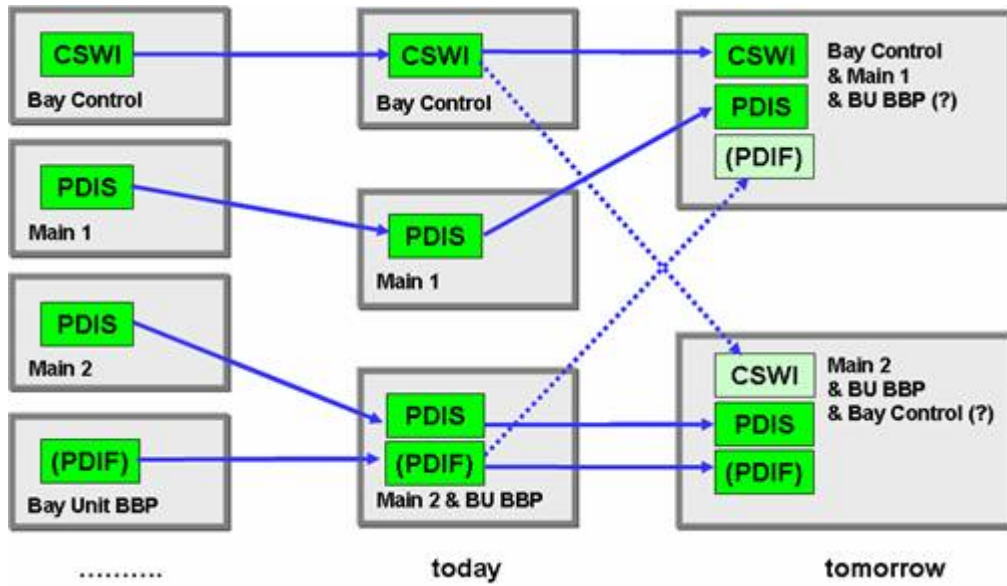 CSWI
Bay Control
PDIS
Main 1
PDIS
Main 2
(PDIF)
Bay Unit BBP
..........
CSWI
Bay Control
PDIS
Main 1
PDIS
(PDIF)
Main 2 & BU BBP
today
CSWI
PDIS
(PDIF)
Bay Control
& Main 1
& BU BBP (?)
CSWI
PDIS
(PDIF)
Main 2
& BU BBP
& Bay Control (?)
tomorrow